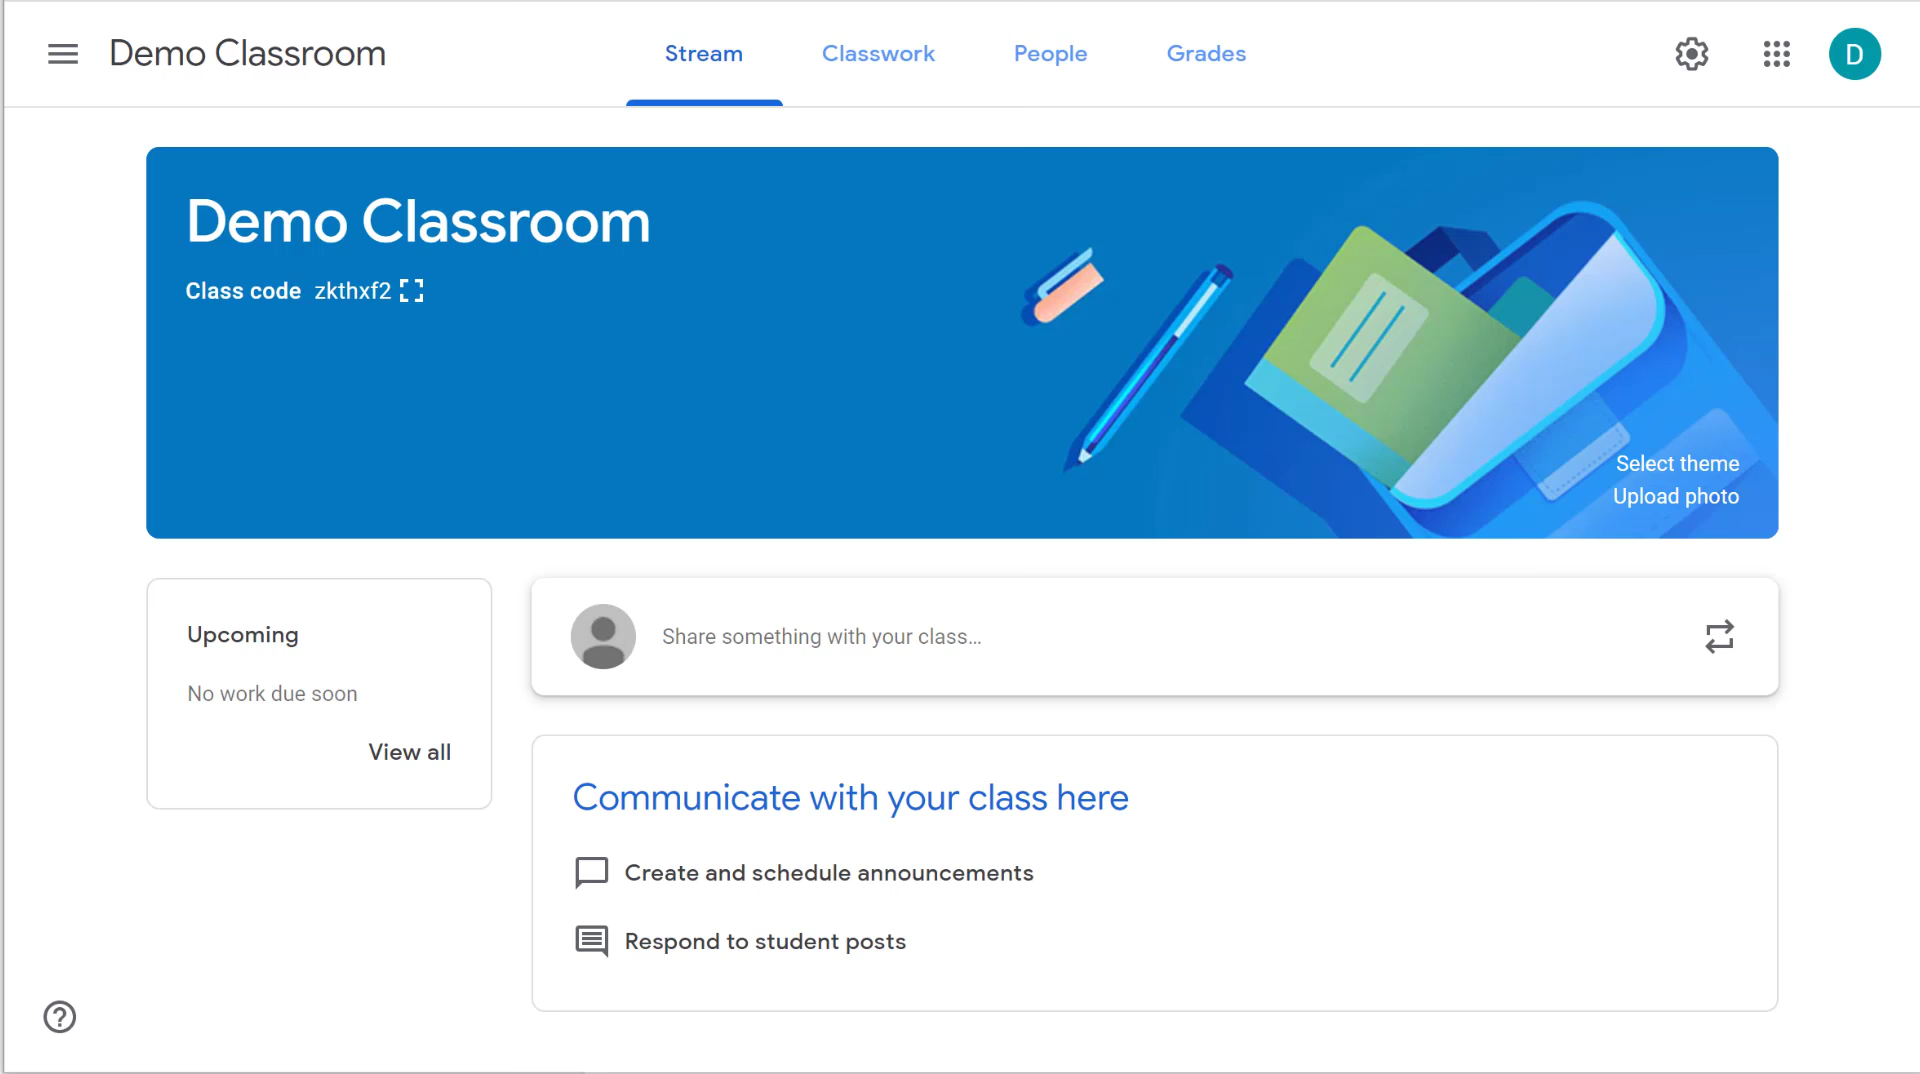 Demo Classroom
Stream
Classwork
People
Grades
D
Demo Classroom
Class code zkthxf2
Select theme
Upload photo
Upcoming
No work due soon
View all
Share something with your class...
Communicate with your class here
Create and schedule announcements
Respond to student posts